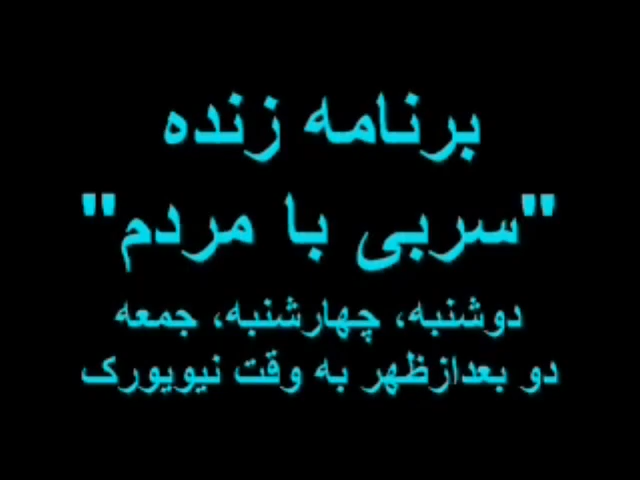 برنامه زنده
"سربی با مردم"
دوشنبه، چهارشنبه، جمعه
دو بعدازظهر به وقت نیویورک